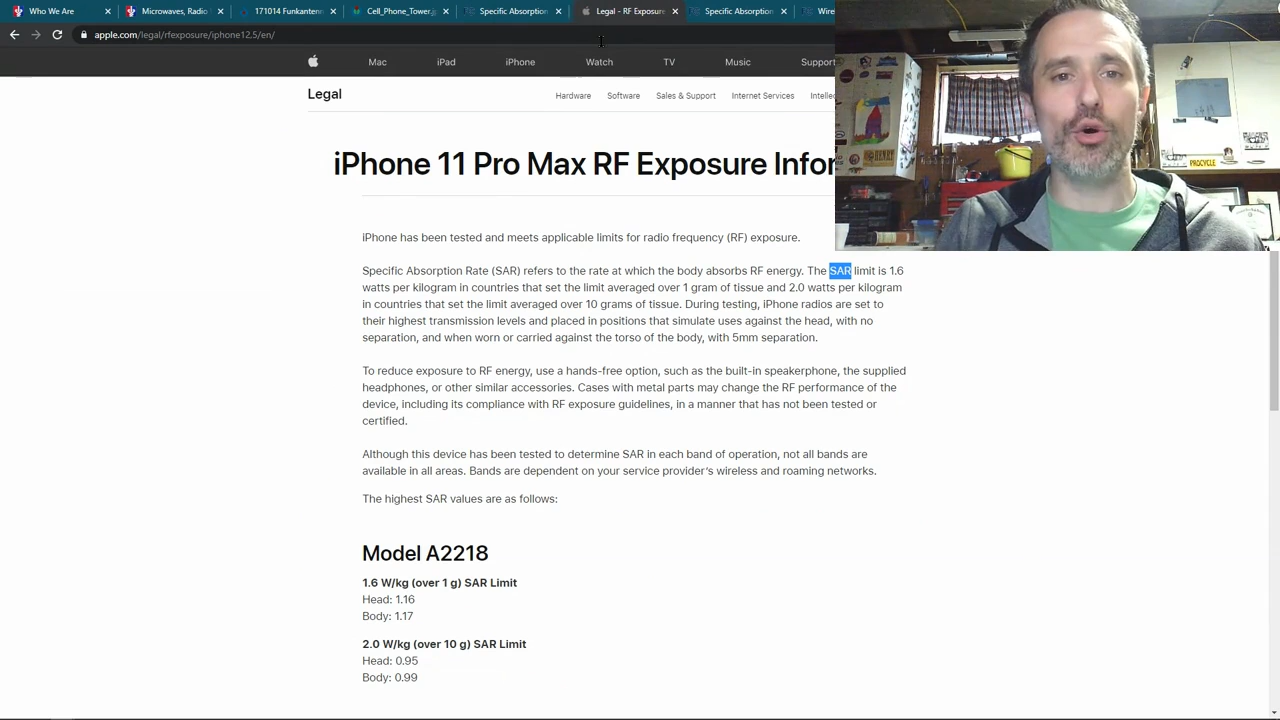 Who We Are
Microwaves, Radio
171014 Funkantenn
Cell_Phone_Tower.j
Specific Absorption
Legal - RF Exposure
Specific Absorption
apple.com/legal/rfexposure/iphone12,5/en/
Mac iPad iPhone Watch TV Music Support
Legal
Hardware Software Sales & Support Internet Services
iPhone 11 Pro Max RF Exposure
iPhone has been tested and meets applicable limits for radio frequency (RF) exposure.
Specific Absorption Rate (SAR) refers to the rate at which the body absorbs RF energy. The SAR limit is 1.6
watts per kilogram in countries that set the limit averaged over 1 gram of tissue and 2.0 watts per kilogram
in countries that set the limit averaged over 10 grams of tissue. During testing, iPhone radios are set to
their highest transmission levels and placed in positions that simulate uses against the head, with no
separation, and when worn or carried against the torso of the body, with 5mm separation.
To reduce exposure to RF energy, use a hands-free option, such as the built-in speakerphone, the supplied
headphones, or other similar accessories. Cases with metal parts may change the RF performance of the
device, including its compliance with RF exposure guidelines, in a manner that has not been tested or
certified.
Although this device has been tested to determine SAR in each band of operation, not all bands are
available in all areas. Bands are dependent on your service provider's wireless and roaming networks.
The highest SAR values are as follows:
Model A2218
1.6 W/kg (over 1 g) SAR Limit
Head: 1.16
Body: 1.17
2.0 W/kg (over 10 g) SAR Limit
Head: 0.95
Body: 0.99
HENRY
PROCYCLE